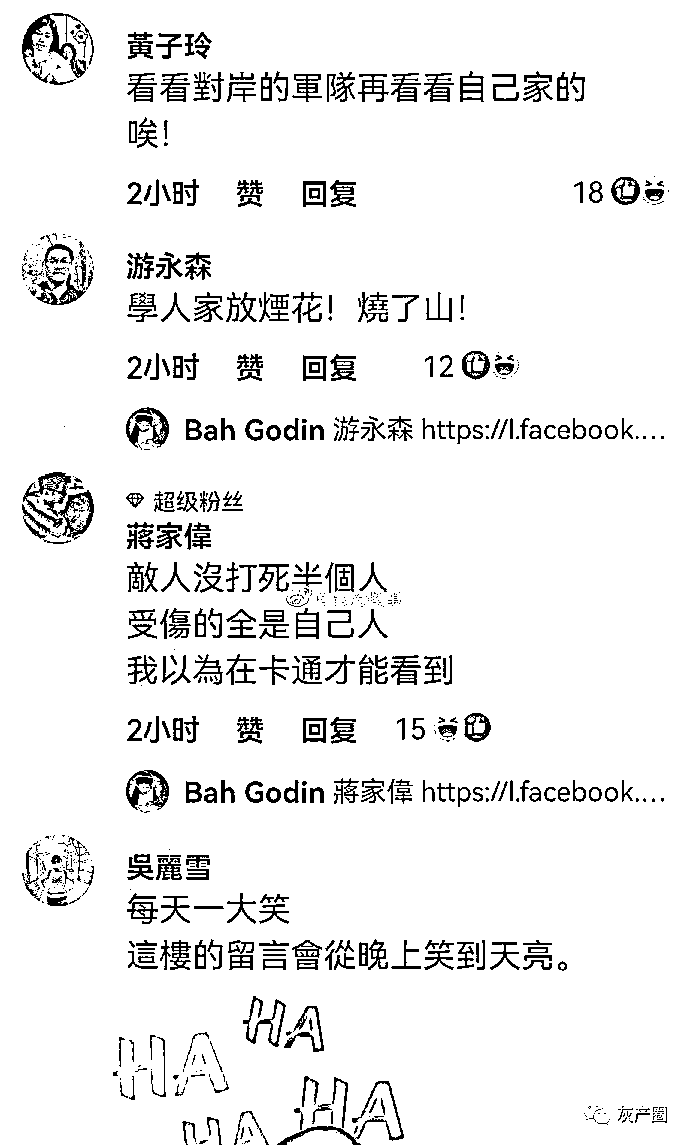 黃子玲
看看對岸的軍隊再看看自己家的
唉！
2小时 赞 回复 18
游永森
學人家放煙花！燒了山！
2小时 赞 回复 12
Bah Godin 游永森 https://l.facebook....
超级粉丝
蔣家偉
敵人沒打死半個人
受傷的全是自己人
我以為在卡通才能看到
2小时 赞 回复 15
Bah Godin 蔣家偉 https://l.facebook....
吳麗雪
每天一大笑
這樓的留言會從晚上笑到天亮。
HA
HA
HA
HA
灰产圈